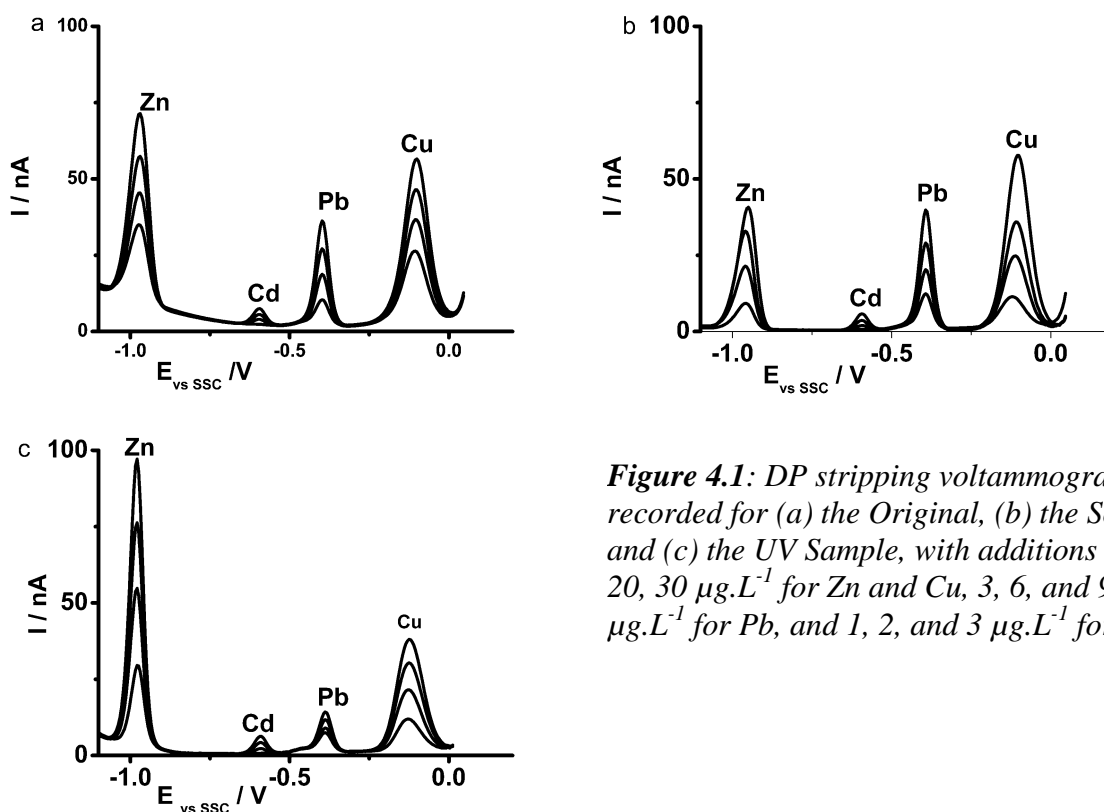 a
100
50
0
I / nA
Zn
Cd
Pb
Cu
-1.0
-0.5
0.0
E vs SSC /V
b
100
50
0
I / nA
Zn
Cd
Pb
Cu
-1.0
-0.5
0.0
E vs SSC / V
c
100
50
0
I / nA
Zn
Cd
Pb
Cu
-1.0
-0.5
0.0
E vs SSC / V
Figure 4.1: DP stripping voltammogra
recorded for (a) the Original, (b) the S
and (c) the UV Sample, with additions
20, 30 µg.L-1 for Zn and Cu, 3, 6, and 9
µg.L-1 for Pb, and 1, 2, and 3 µg.L-1 fo